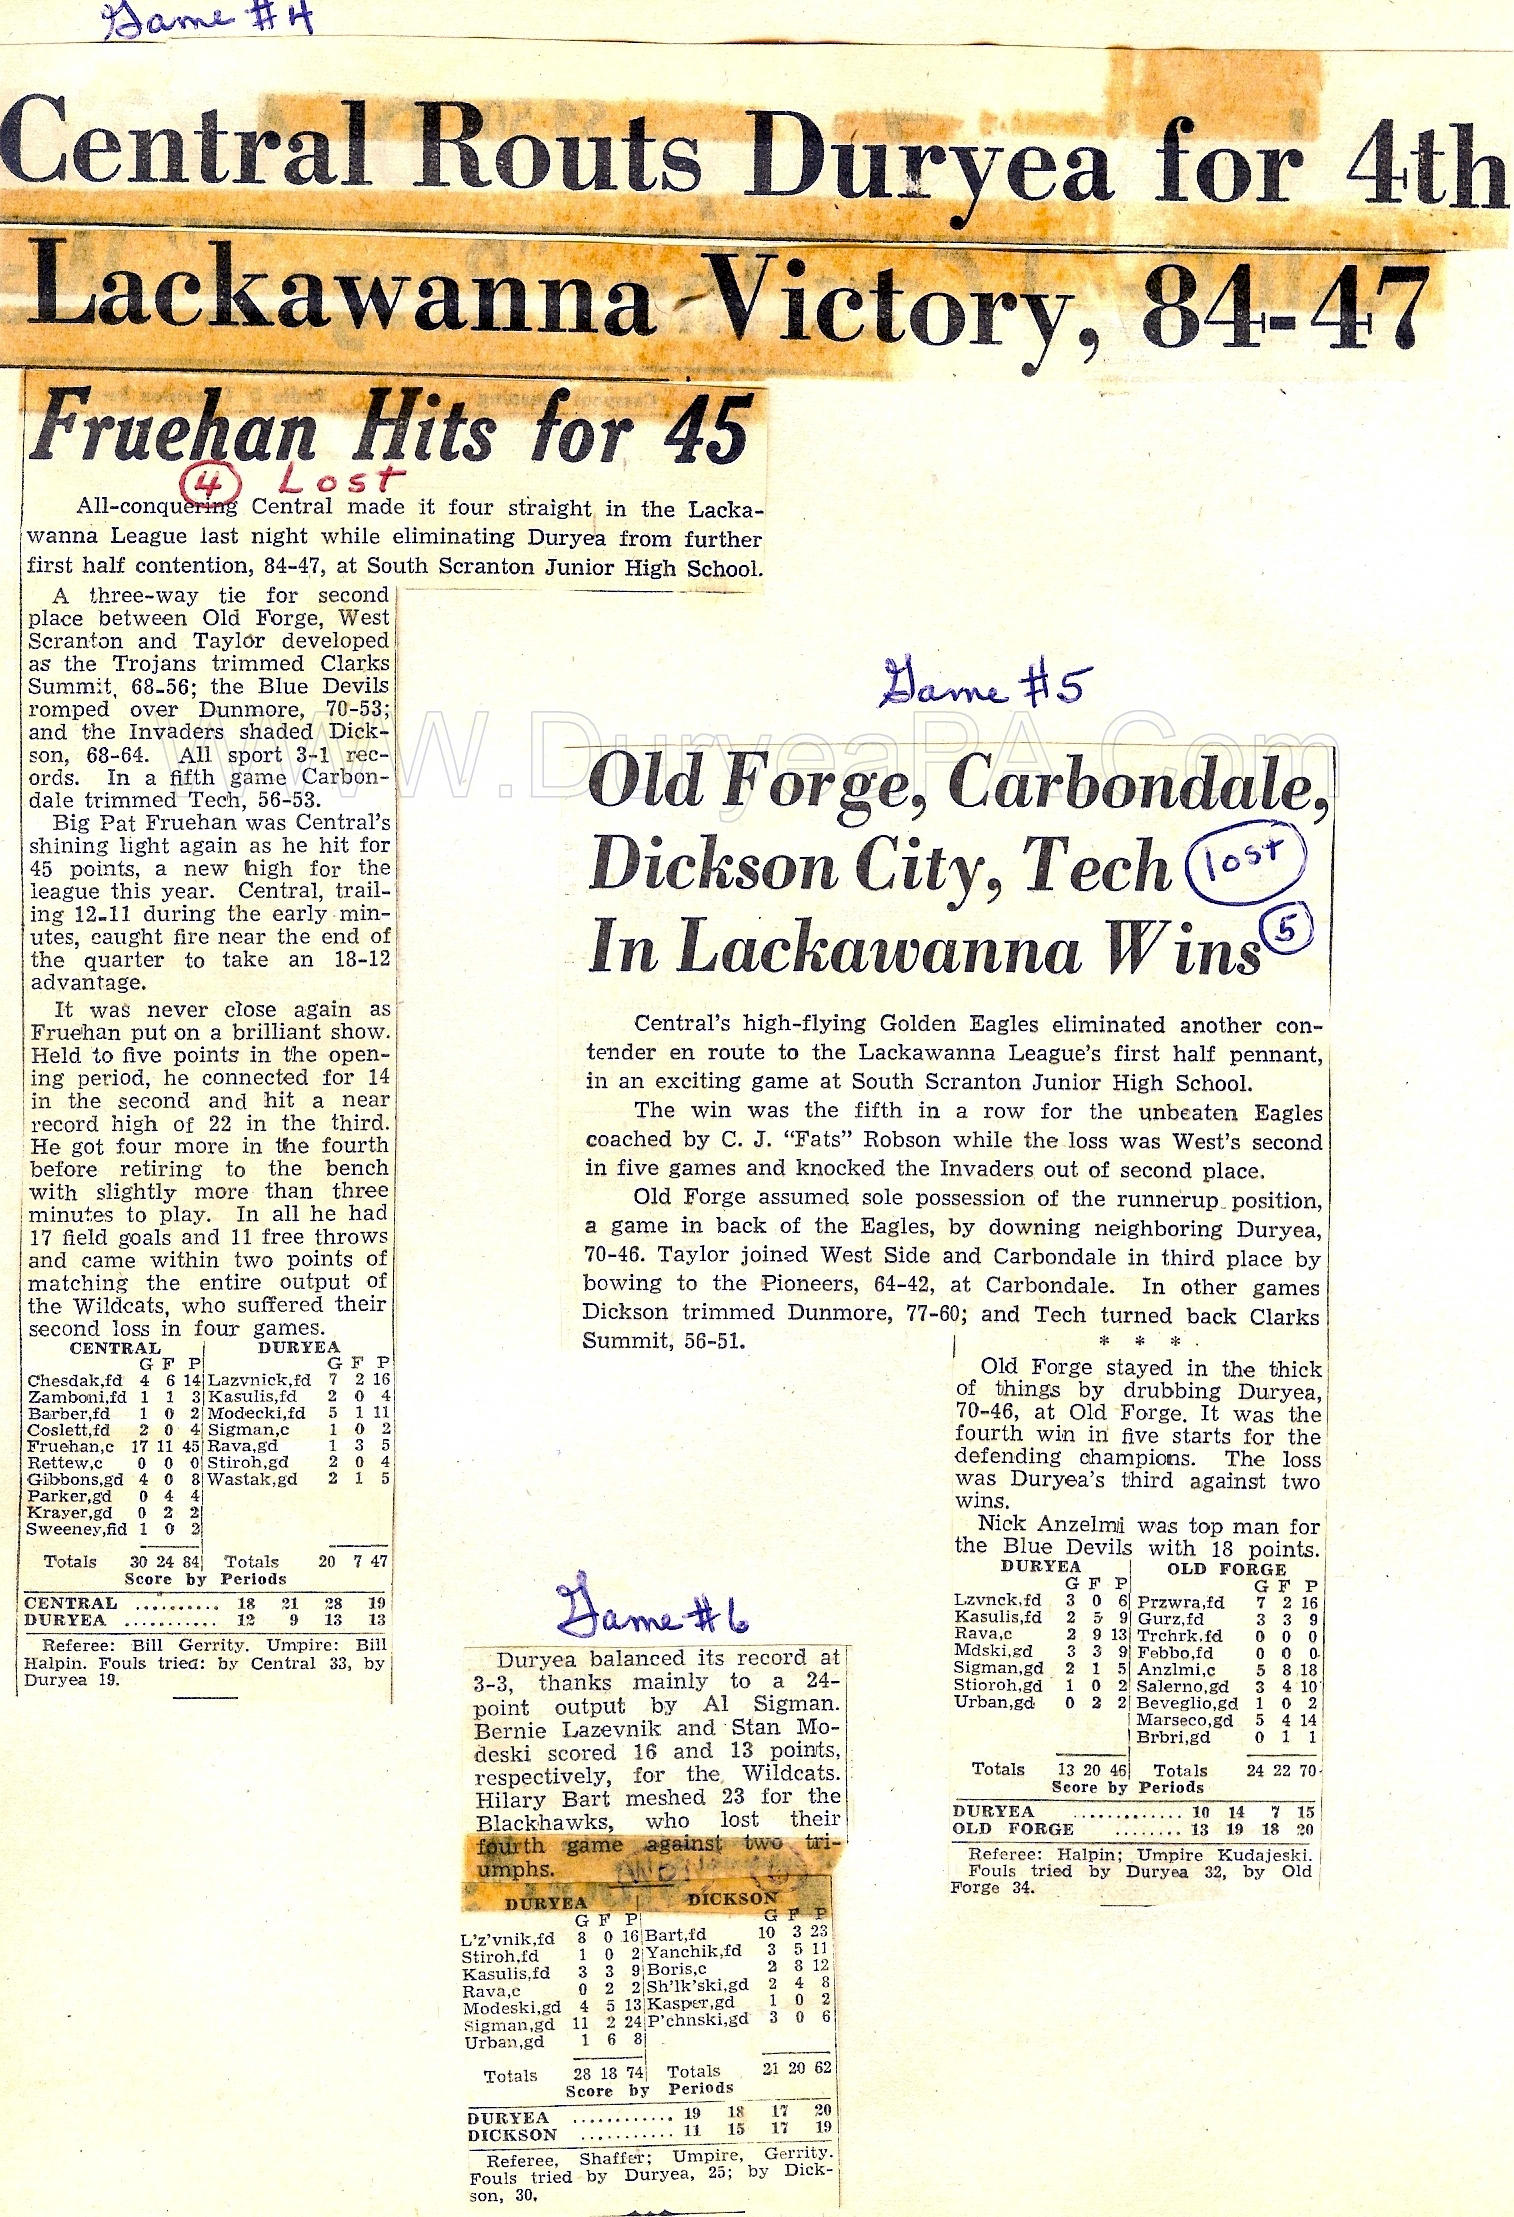 Game #4
Central Routs Duryea for 4th
Lackawanna Victory, 84-47
Fruehan Hits for 45
4 Lost
All-conquering Central made it four straight in the Lacka-
wanna League last night while eliminating Duryea from further
first half contention, 84-47, at South Scranton Junior High School.
A three-way tie for second
place between Old Forge, West
Scranton and Taylor developed
as the Trojans trimmed Clarks
Summit, 68-56; the Blue Devils
romped over Dunmore, 70-53;
and the Invaders shaded Dick-
son, 68-64. All sport 3-1 rec-
ords. In a fifth game Carbon-
dale trimmed Tech, 56-53.
Big Pat Fruehan was Central's
shining light again as he hit for
45 points, a new high for the
league this year. Central, trail-
ing 12-11 during the early min-
utes, caught fire near the end of
the quarter to take an 18-12
advantage.
It was never close again as
Fruehan put on a brilliant show.
Held to five points in the open-
ing period, he connected for 14
in the second and hit a near
record high of 22 in the third.
He got four more in the fourth
before retiring to the bench
with slightly more than three
minutes to play. In all he had
17 field goals and 11 free throws
and came within two points of
matching the entire output of
the Wildcats, who suffered their
second loss in four games.
CENTRAL DURYEA
G F P G F P
Chesdak,fd 4 6 14 Lazvnick,fd 7 2 16
Zamboni,fd 1 1 3 Kasulis,fd 2 0 4
Barber,fd 1 0 2 Modecki,fd 5 1 11
Coslett,fd 2 0 4 Sigman,c 1 0 2
Fruehan,c 17 11 45 Rava,gd 1 3 5
Rettew,c 0 0 0 Stiroh,gd 2 0 4
Gibbons,gd 4 0 8 Wastak,gd 2 1 5
Parker,gd 0 4 4
Krayer,gd 0 2 2
Sweeney,fid 1 0 2
Totals 30 24 84 Totals 20 7 47
Score by Periods
CENTRAL .......... 18 21 28 19
DURYEA ........... 12 9 13 13
Referee: Bill Gerrity. Umpire: Bill
Halpin. Fouls tried: by Central 33, by
Duryea 19.
WWW.DuryeaPA.Com
Game #5
Old Forge, Carbondale,
Dickson City, Tech lost
In Lackawanna Wins 5
Central's high-flying Golden Eagles eliminated another con-
tender en route to the Lackawanna League's first half pennant,
in an exciting game at South Scranton Junior High School.
The win was the fifth in a row for the unbeaten Eagles
coached by C. J. "Fats" Robson while the loss was West's second
in five games and knocked the Invaders out of second place.
Old Forge assumed sole possession of the runnerup position,
a game in back of the Eagles, by downing neighboring Duryea,
70-46. Taylor joined West Side and Carbondale in third place by
bowing to the Pioneers, 64-42, at Carbondale. In other games
Dickson trimmed Dunmore, 77-60; and Tech turned back Clarks
Summit, 56-51.
* * *
Old Forge stayed in the thick
of things by drubbing Duryea,
70-46, at Old Forge. It was the
fourth win in five starts for the
defending champions. The loss
was Duryea's third against two
wins.
Nick Anzelmi was top man for
the Blue Devils with 18 points.
DURYEA OLD FORGE
G F P G F P
Lzvnck,fd 3 0 6 Przwra,fd 7 2 16
Kasulis,fd 2 5 9 Gurz,fd 3 3 9
Rava,c 2 9 13 Trchrk,fd 0 0 0
Mdski,gd 3 3 9 Febbo,fd 0 0 0
Sigman,gd 2 1 5 Anzlmi,c 5 8 18
Stioroh,gd 1 0 2 Salerno,gd 3 4 10
Urban,gd 0 2 2 Beveglio,gd 1 0 2
Marseco,gd 5 4 14
Brbri,gd 0 1 1
Totals 13 20 46 Totals 24 22 70
Score by Periods
DURYEA ............. 10 14 7 15
OLD FORGE ........ 13 19 18 20
Referee: Halpin; Umpire Kudajeski.
Fouls tried by Duryea 32, by Old
Forge 34.
Game #6
Duryea balanced its record at
3-3, thanks mainly to a 24-
point output by Al Sigman.
Bernie Lazevnik and Stan Mo-
deski scored 16 and 13 points,
respectively, for the Wildcats.
Hilary Bart meshed 23 for the
Blackhawks, who lost their
fourth game against two tri-
umphs.
DURYEA DICKSON
G F P G F P
L'z'vnik,fd 8 0 16 Bart,fd 10 3 23
Stiroh,fd 1 0 2 Yanchik,fd 3 5 11
Kasulis,fd 3 3 9 Boris,c 2 8 12
Rava,c 0 2 2 Sh'lk'ski,gd 2 4 8
Modeski,gd 4 5 13 Kasper,gd 1 0 2
Sigman,gd 11 2 24 P'chnski,gd 3 0 6
Urban,gd 1 6 8
Totals 28 18 74 Totals 21 20 62
Score by Periods
DURYEA ............ 19 18 17 20
DICKSON ........... 11 15 17 19
Referee, Shaffer; Umpire, Gerrity.
Fouls tried by Duryea, 25; by Dick-
son, 30.